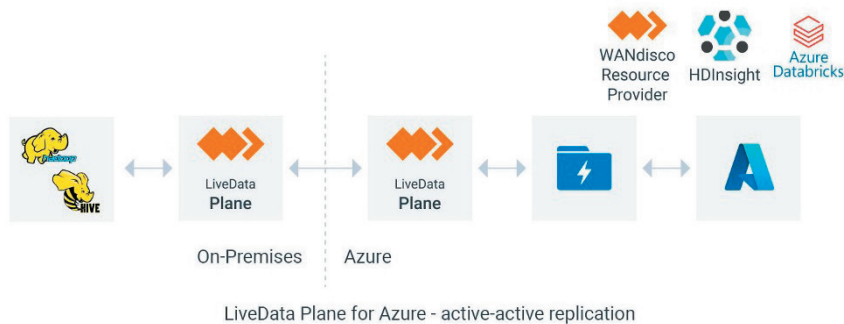 WANdisco
Resource
Provider
HDInsight
Azure
Databricks
hadoop
HIVE
LiveData
Plane
LiveData
Plane
On-Premises
Azure
LiveData Plane for Azure - active-active replication